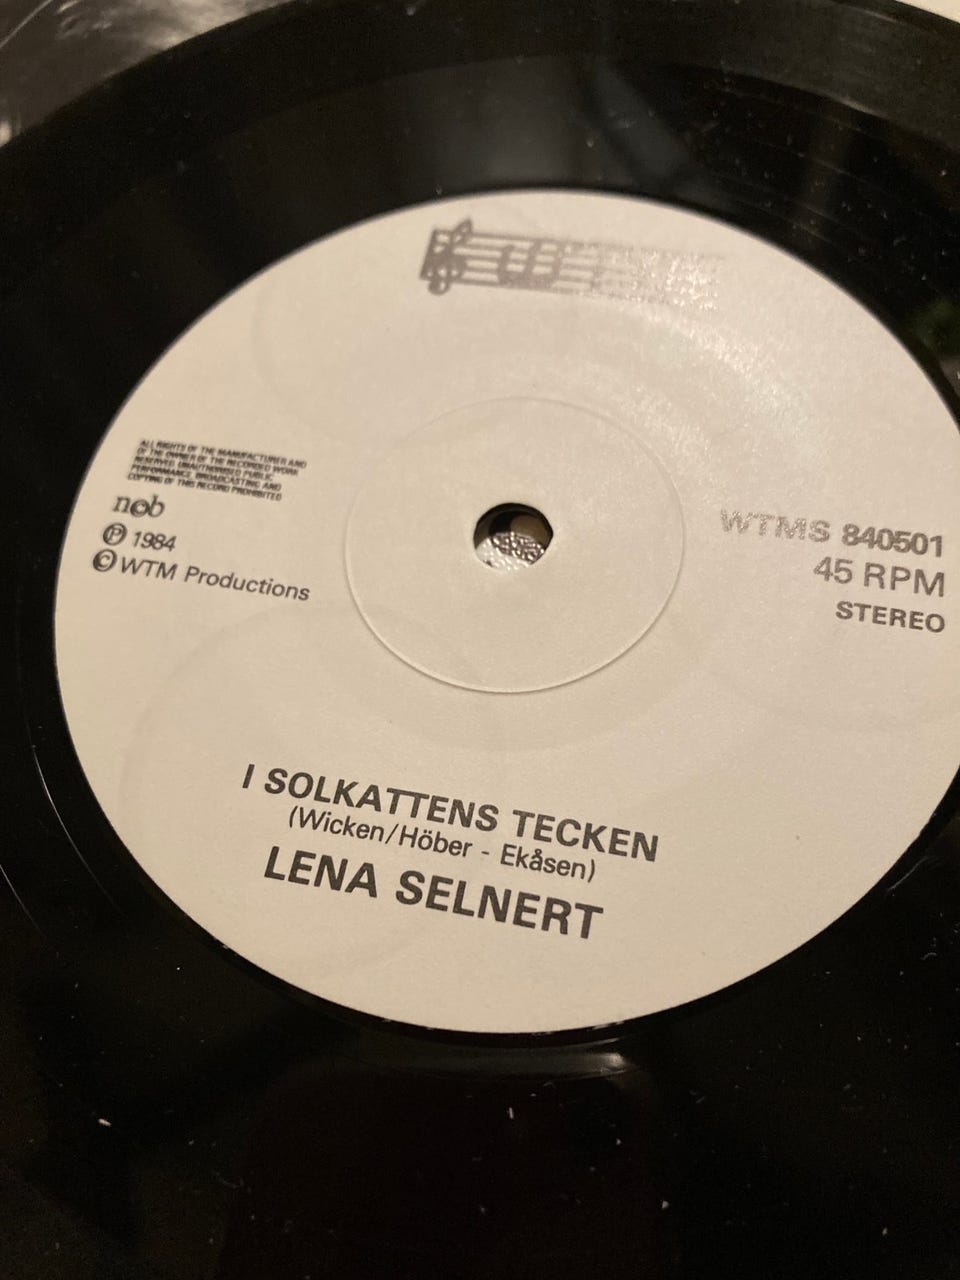 ALL RIGHTS OF THE MANUFACTURER AND
OF THE OWNER OF THE RECORDED WORK
RESERVED UNAUTHORISED PUBLIC
PERFORMANCE, BROADCASTING AND
COPYING OF THIS RECORD PROHIBITED
ncb
Ⓟ 1984
© WTM Productions
WTMS 840501
45 RPM
STEREO
I SOLKATTENS TECKEN
(Wicken/Höber - Ekåsen)
LENA SELNERT